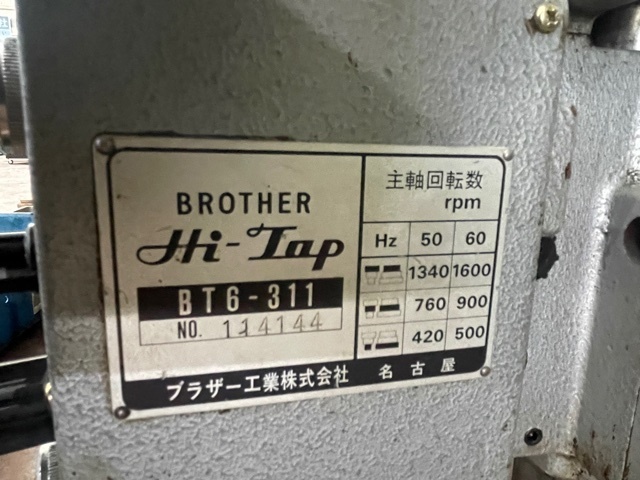 BROTHER
Hi-Tap
BT6-311
NO. 114144
主軸回転数
rpm
Hz 50 60
1340 1600
760 900
420 500
ブラザー工業株式会社 名古屋